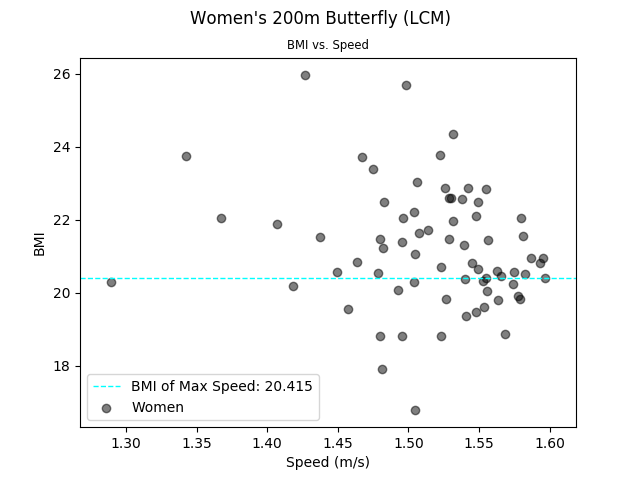 Women's 200m Butterfly (LCM)
BMI vs. Speed
26
24
22
20
18
BMI
BMI of Max Speed: 20.415
Women
1.30 1.35 1.40 1.45 1.50 1.55 1.60
Speed (m/s)